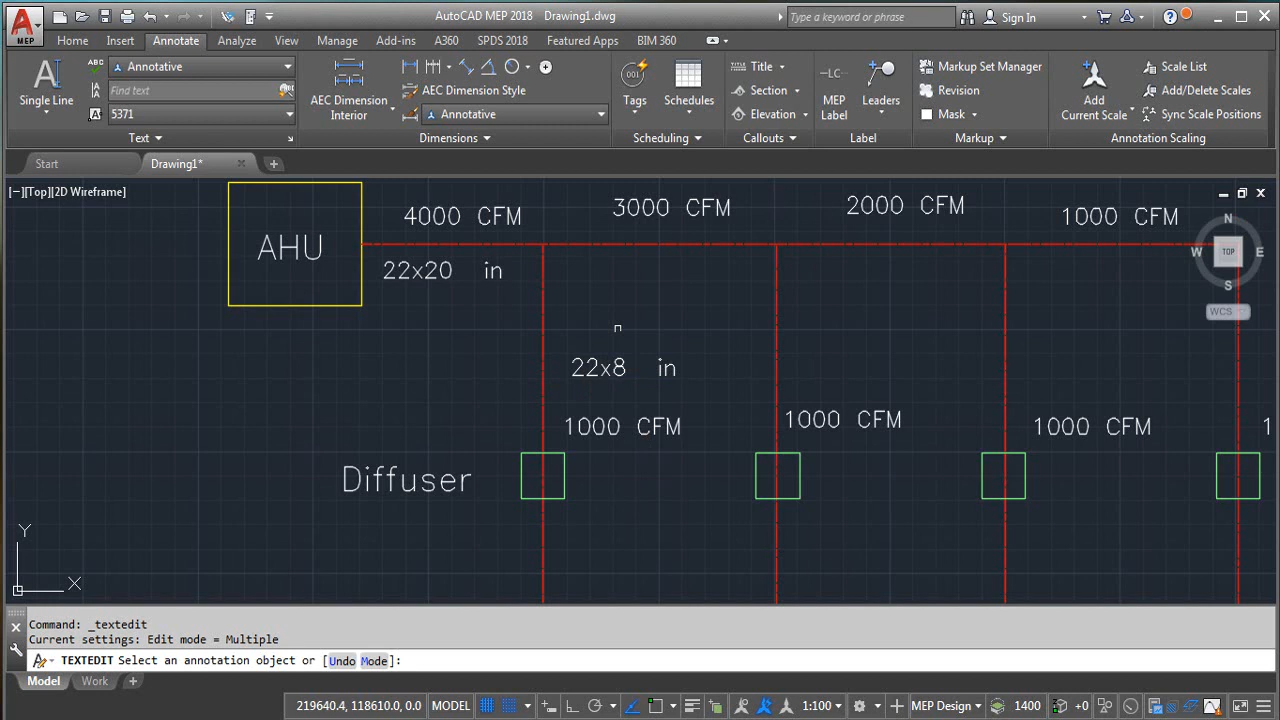 AutoCAD MEP 2018 Drawing1.dwg
Type a keyword or phrase
Sign In
MEP
Home Insert Annotate Analyze View Manage Add-ins A360 SPDS 2018 Featured Apps BIM 360
A Single Line
ABC Annotative
Find text
A 5371
Text
AEC Dimension Interior
AEC Dimension Style
Annotative
Dimensions
001 Tags
Schedules
Scheduling
Title
Section
Elevation
Callouts
-LC- MEP Label
Leaders
Label
Markup Set Manager
Revision
Mask
Markup
Add Current Scale
Scale List
Add/Delete Scales
Sync Scale Positions
Annotation Scaling
Start Drawing1* +
[−][Top][2D Wireframe]
4000 CFM 3000 CFM 2000 CFM 1000 CFM
N
W TOP E
S
WCS
AHU
22x20 in
22x8 in
1000 CFM 1000 CFM 1000 CFM 1
Diffuser
Y
X
Command: _textedit
Current settings: Edit mode = Multiple
TEXTEDIT Select an annotation object or [Undo Mode]:
Model Work +
219640.4, 118610.0, 0.0 MODEL 1:100 MEP Design 1400 +0